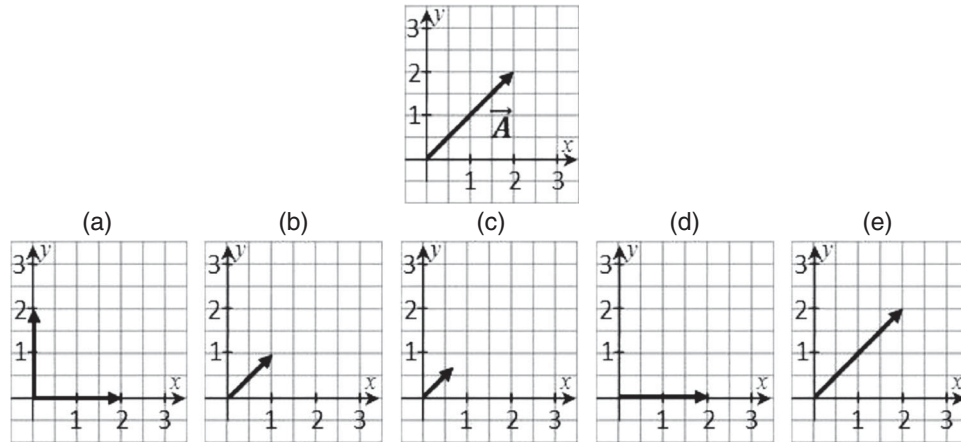 y
3
2
1
A
x
1 2 3
(a) (b) (c) (d) (e)
y y y y y
3 3 3 3 3
2 2 2 2 2
1 1 1 1 1
x x x x x
1 2 3 1 2 3 1 2 3 1 2 3 1 2 3